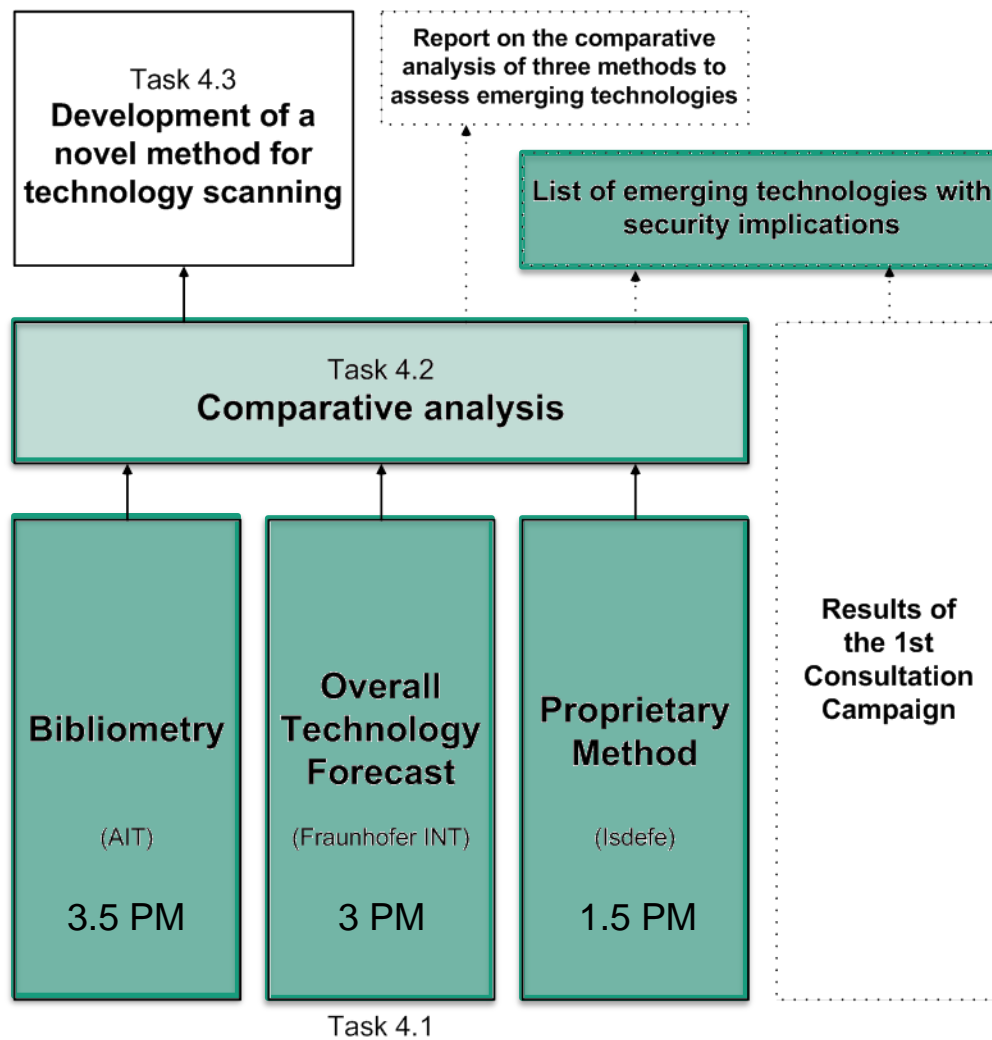 Task 4.3
Development of a
novel method for
technology scanning
Report on the comparative
analysis of three methods to
assess emerging technologies
List of emerging technologies with
security implications
Task 4.2
Comparative analysis
Bibliometry
(AIT)
3.5 PM
Overall
Technology
Forecast
(Fraunhofer INT)
3 PM
Proprietary
Method
(Isdefe)
1.5 PM
Results of
the 1st
Consultation
Campaign
Task 4.1